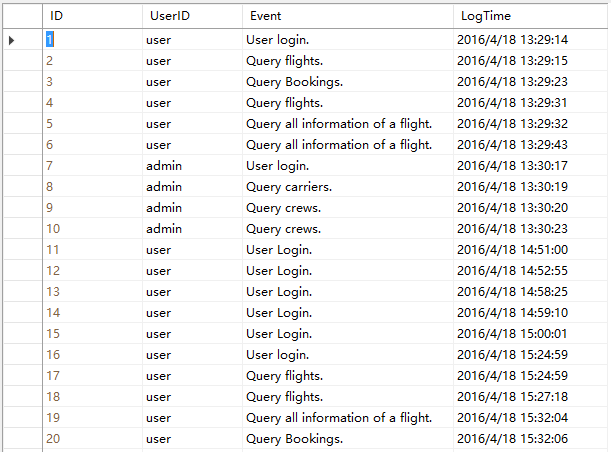 ID UserID Event LogTime
1 user User login. 2016/4/18 13:29:14
2 user Query flights. 2016/4/18 13:29:15
3 user Query Bookings. 2016/4/18 13:29:23
4 user Query flights. 2016/4/18 13:29:31
5 user Query all information of a flight. 2016/4/18 13:29:32
6 user Query all information of a flight. 2016/4/18 13:29:43
7 admin User login. 2016/4/18 13:30:17
8 admin Query carriers. 2016/4/18 13:30:19
9 admin Query crews. 2016/4/18 13:30:20
10 admin Query crews. 2016/4/18 13:30:23
11 user User Login. 2016/4/18 14:51:00
12 user User Login. 2016/4/18 14:52:55
13 user User Login. 2016/4/18 14:58:25
14 user User Login. 2016/4/18 14:59:10
15 user User Login. 2016/4/18 15:00:01
16 user User login. 2016/4/18 15:24:59
17 user Query flights. 2016/4/18 15:24:59
18 user Query flights. 2016/4/18 15:27:18
19 user Query all information of a flight. 2016/4/18 15:32:04
20 user Query Bookings. 2016/4/18 15:32:06